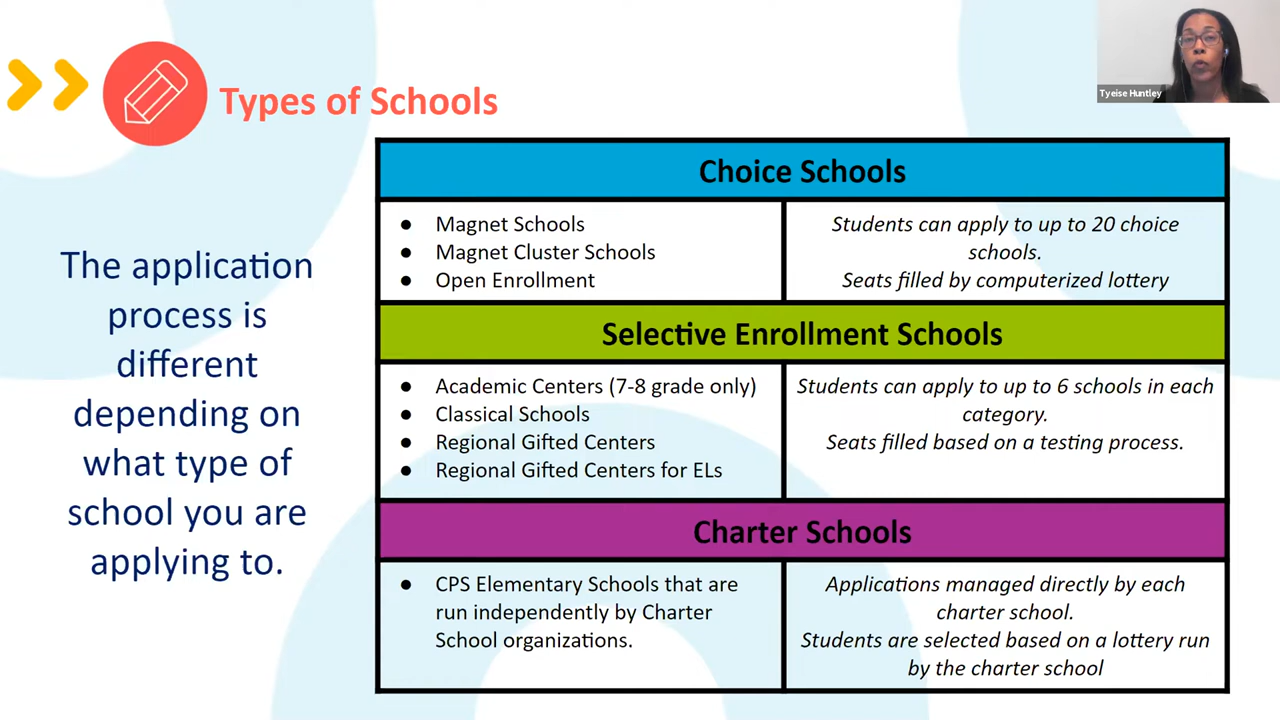 Types of Schools
Tyeise Huntley
The application
process is
different
depending on
what type of
school you are
applying to.
Choice Schools
● Magnet Schools
● Magnet Cluster Schools
● Open Enrollment
Students can apply to up to 20 choice
schools.
Seats filled by computerized lottery
Selective Enrollment Schools
● Academic Centers (7-8 grade only)
● Classical Schools
● Regional Gifted Centers
● Regional Gifted Centers for ELs
Students can apply to up to 6 schools in each
category.
Seats filled based on a testing process.
Charter Schools
● CPS Elementary Schools that are
run independently by Charter
School organizations.
Applications managed directly by each
charter school.
Students are selected based on a lottery run
by the charter school